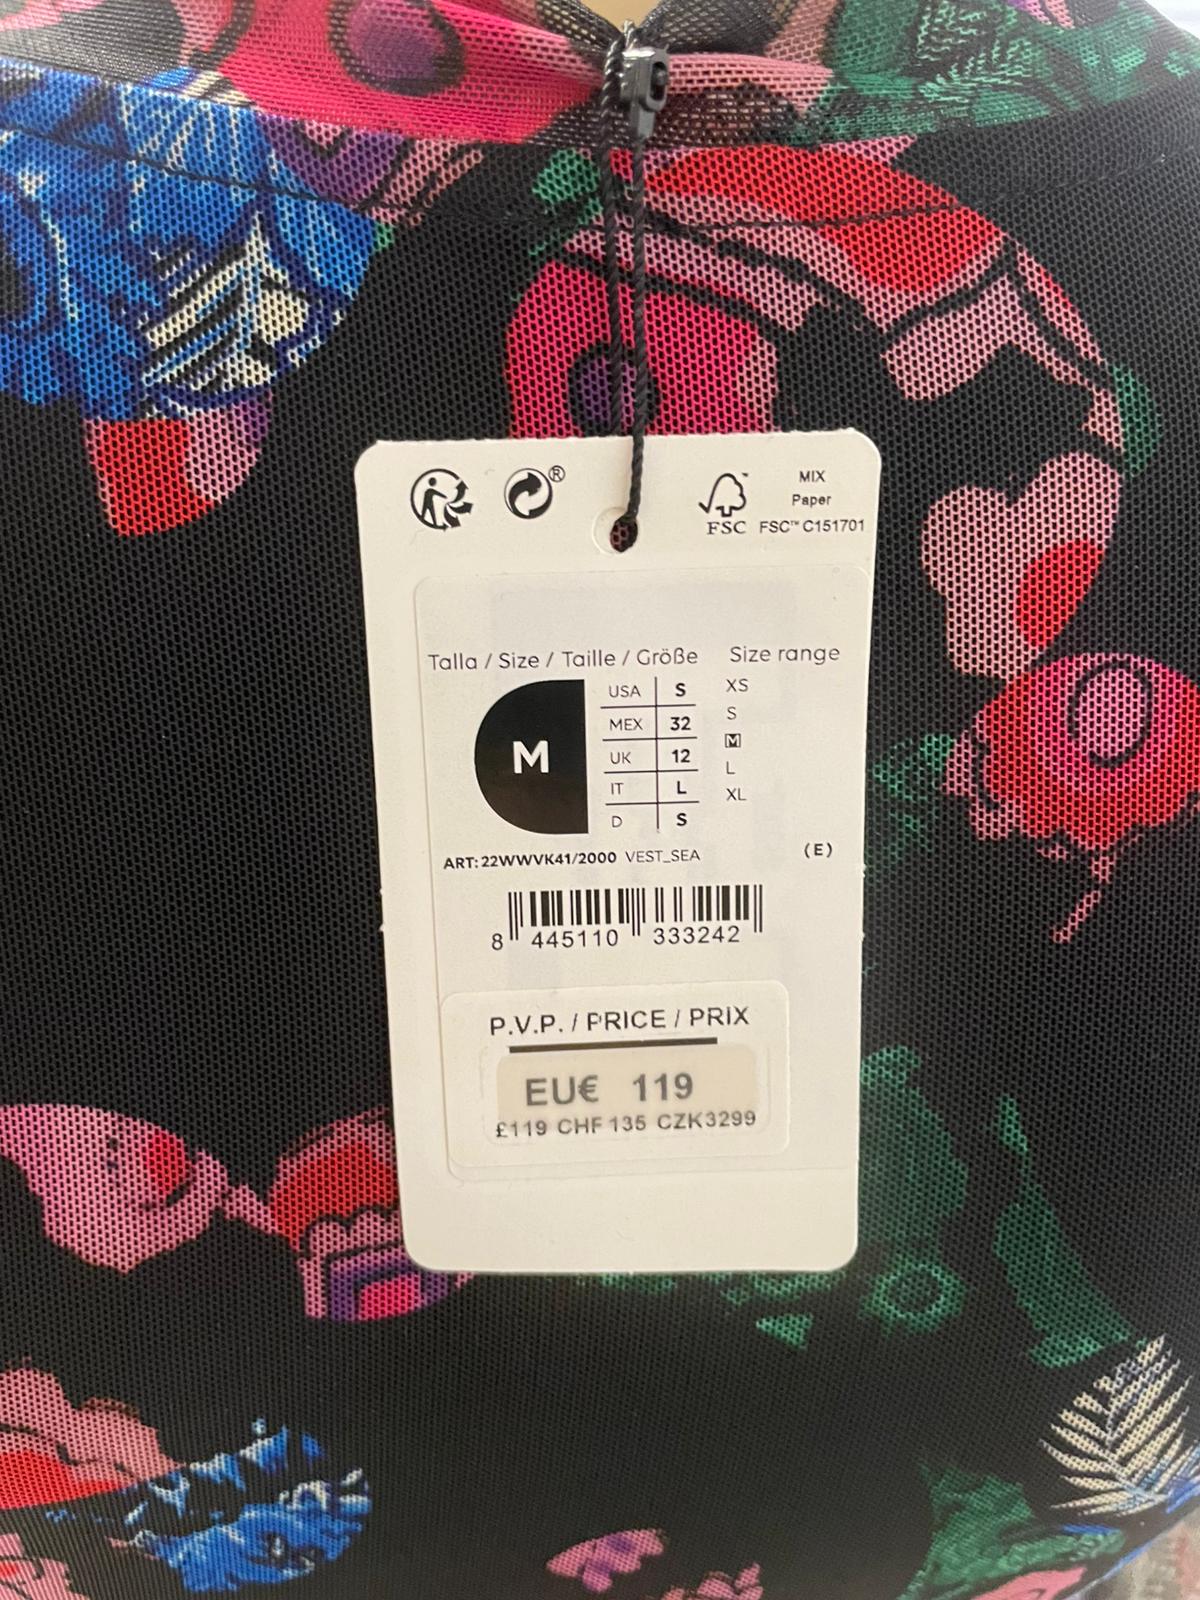 ®
MIX
Paper
FSC FSC™ C151701
Talla / Size / Taille / Größe Size range
M
USA S
MEX 32
UK 12
IT L
D S
XS
S
M
L
XL
ART: 22WWVK41/2000 VEST_SEA (E)
8 445110 333242
P.V.P. / PRICE / PRIX
EU€ 119
£119 CHF 135 CZK3299